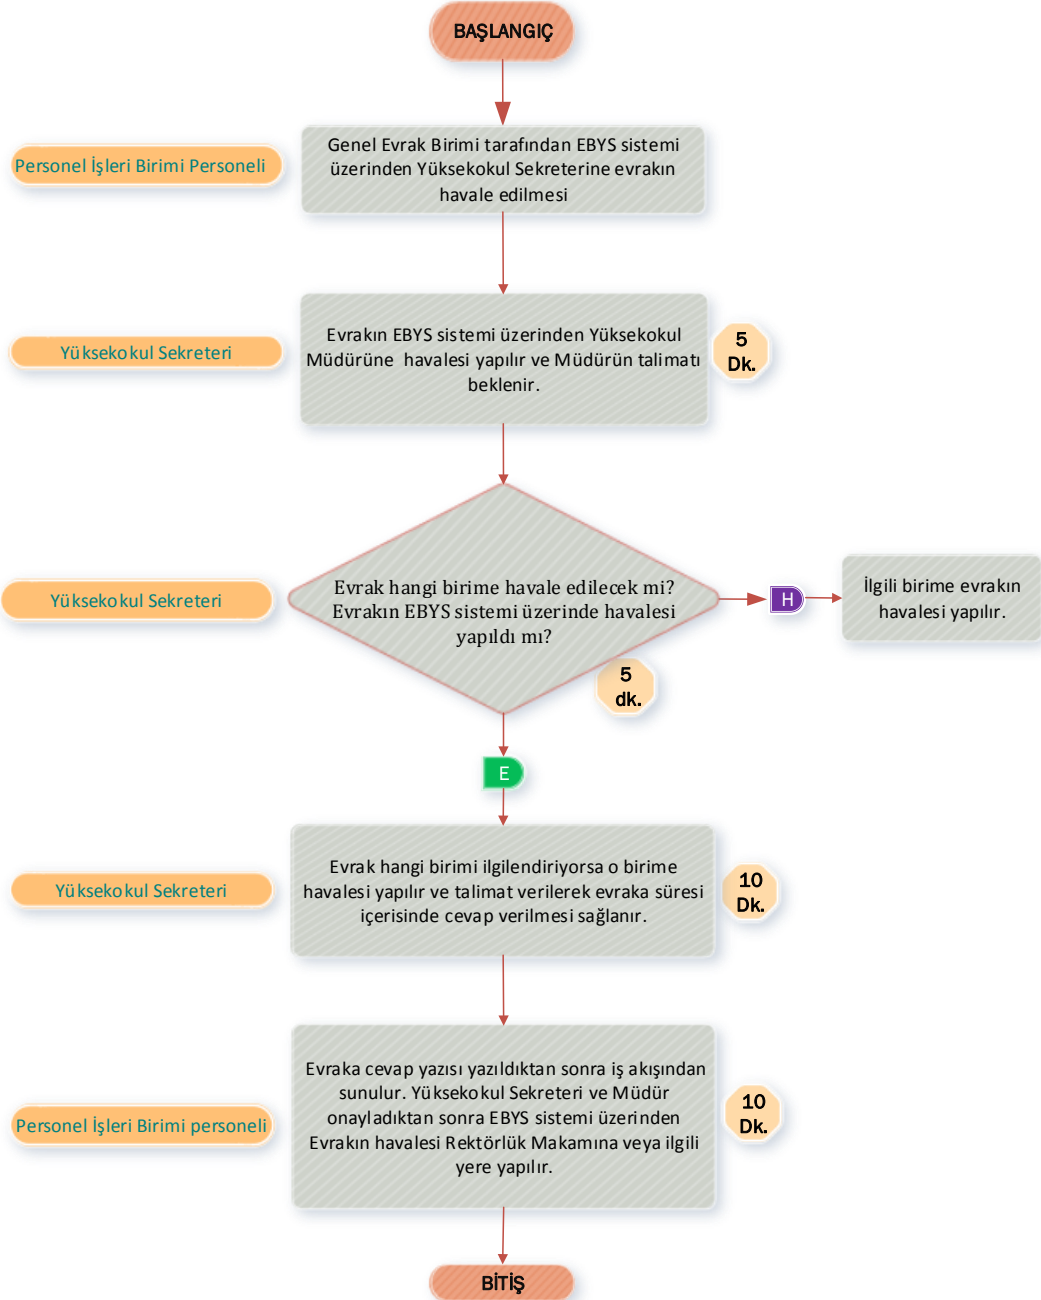 BAŞLANGIÇ
Personel İşleri Birimi Personeli
Genel Evrak Birimi tarafından EBYS sistemi
üzerinden Yüksekokul Sekreterine evrakın
havale edilmesi
Yüksekokul Sekreteri
Evrakın EBYS sistemi üzerinden Yüksekokul
Müdürüne havalesi yapılır ve Müdürün talimatı
beklenir.
5
Dk.
Yüksekokul Sekreteri
Evrak hangi birime havale edilecek mi?
Evrakın EBYS sistemi üzerinde havalesi
yapıldı mı?
5
dk.
H
İlgili birime evrakın
havalesi yapılır.
E
Yüksekokul Sekreteri
Evrak hangi birimi ilgilendiriyorsa o birime
havalesi yapılır ve talimat verilerek evraka süresi
içerisinde cevap verilmesi sağlanır.
10
Dk.
Personel İşleri Birimi personeli
Evraka cevap yazısı yazıldıktan sonra iş akışından
sunulur. Yüksekokul Sekreteri ve Müdür
onayladıktan sonra EBYS sistemi üzerinden
Evrakın havalesi Rektörlük Makamına veya ilgili
yere yapılır.
10
Dk.
BİTİŞ